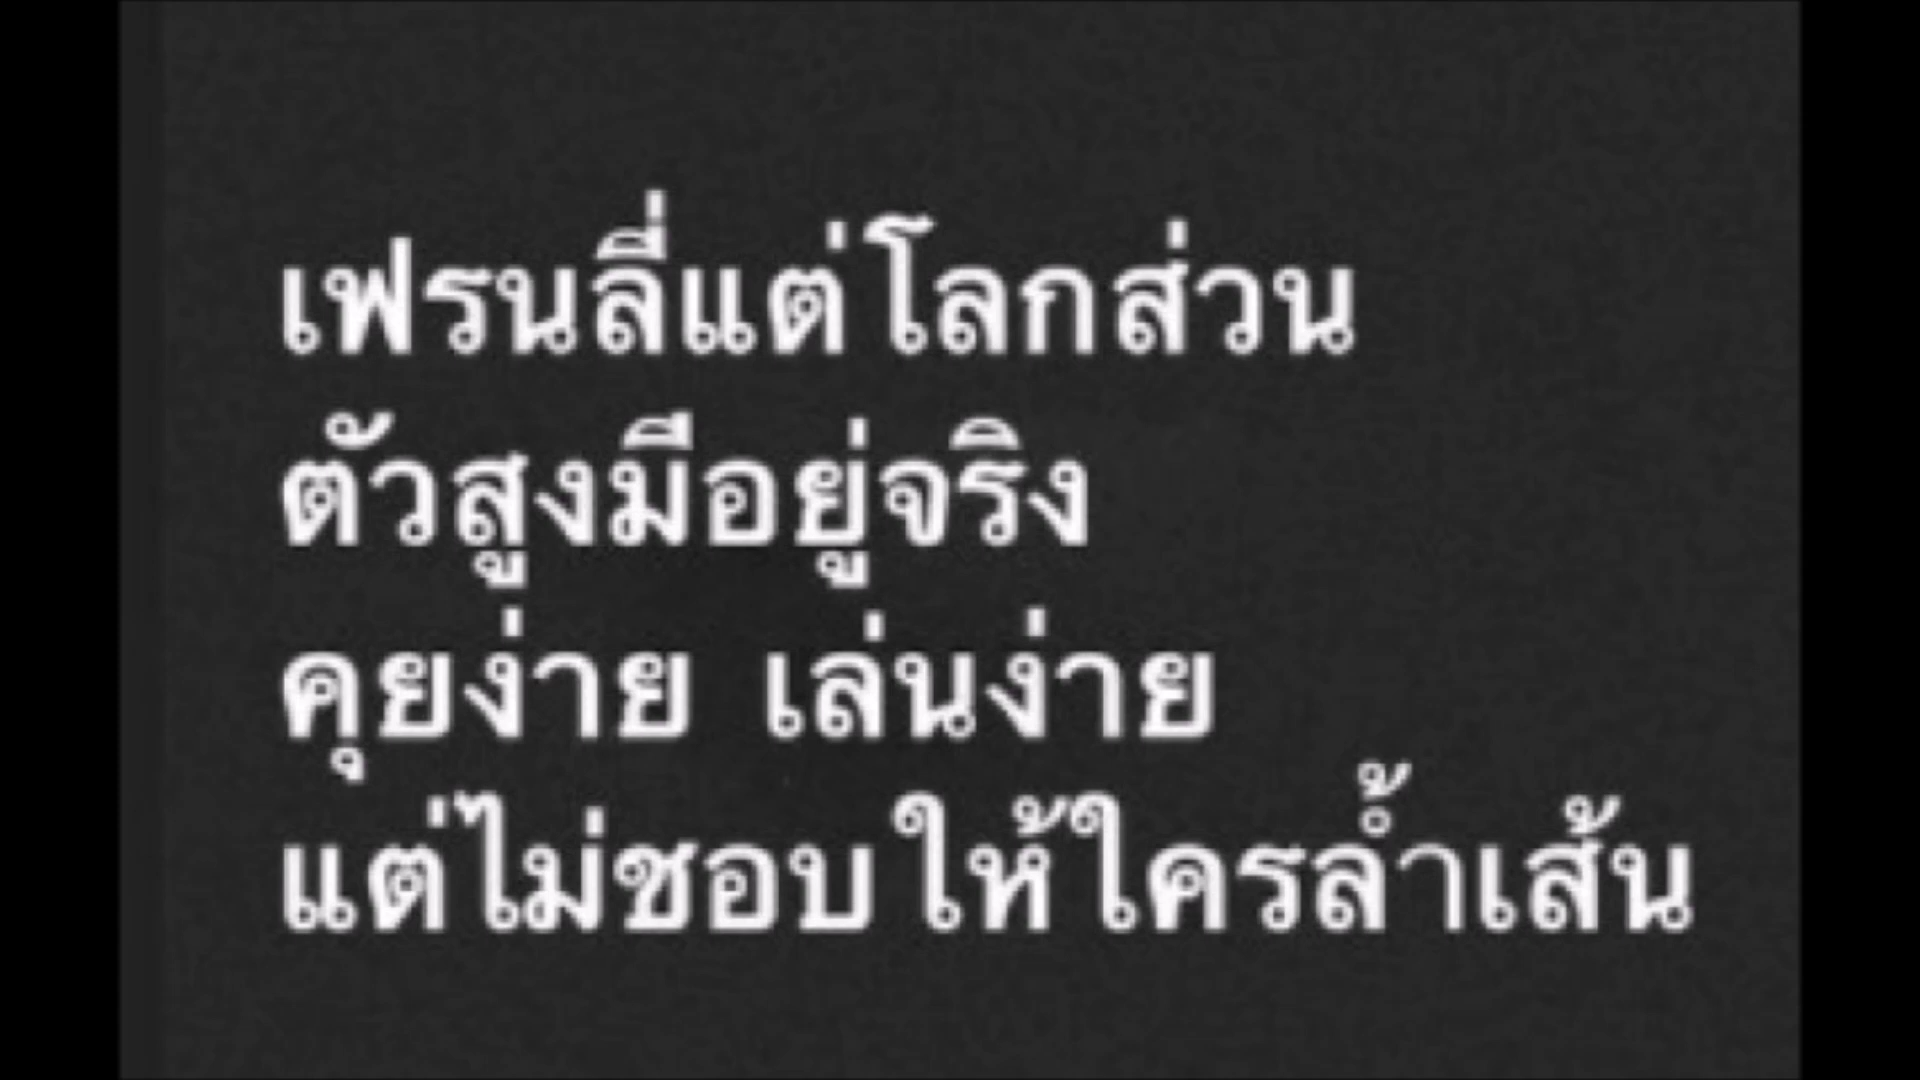 เฟรนลี่แต่โลกส่วน
ตัวสูงมีอยู่จริง
คุยง่าย เล่นง่าย
แต่ไม่ชอบให้ใครล้ำเส้น